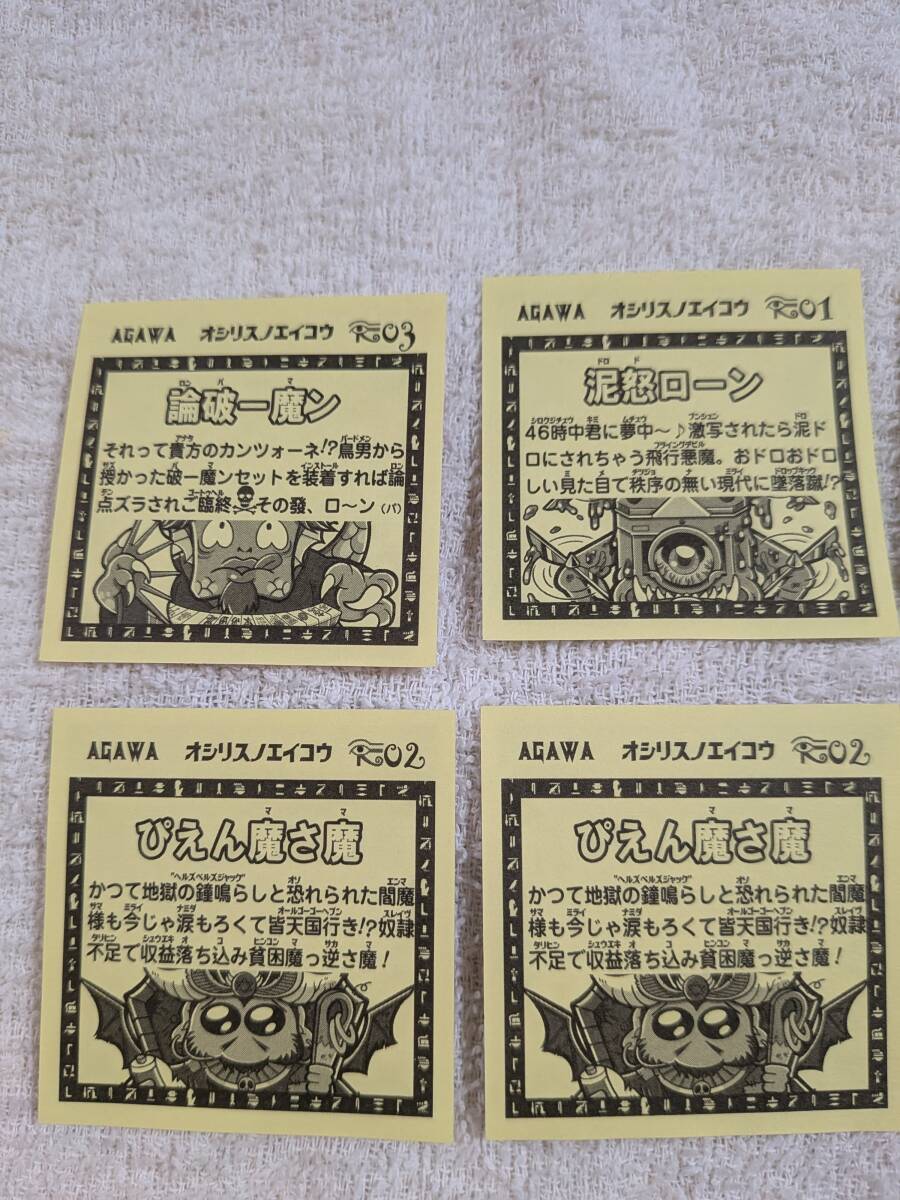 AGAWA オシリスノエイコウ 03
論破一魔ン
それって貴方のカンツォーネ!?鳥男から
授かった破一魔ンセットを装着すれば論
点ズラされご臨終☠その發、ロ〜ン（パ）
AGAWA オシリスノエイコウ 01
泥怒ローン
46時中君に夢中〜♪激写されたら泥ド
ロにされちゃう飛行悪魔。おドロおドロ
しい見た目で秩序の無い現代に墜落蹴!?
AGAWA オシリスノエイコウ 02
ぴえん魔さ魔
かつて地獄の鐘鳴らしと恐れられた閻魔
様も今じゃ涙もろくて皆天国行き!?奴隷
不足で収益落ち込み貧困魔っ逆さ魔！
AGAWA オシリスノエイコウ 02
ぴえん魔さ魔
かつて地獄の鐘鳴らしと恐れられた閻魔
様も今じゃ涙もろくて皆天国行き!?奴隷
不足で収益落ち込み貧困魔っ逆さ魔！